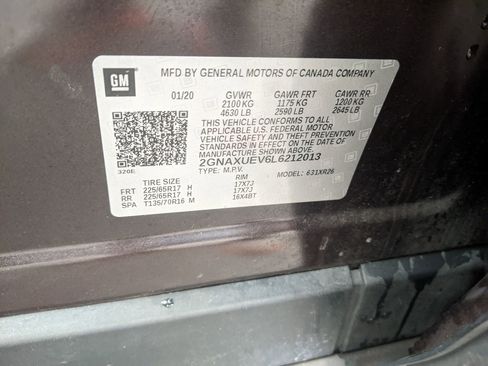 GM
MFD BY GENERAL MOTORS OF CANADA COMPANY
01/20 GVWR GAWR FRT GAWR RR
2100 KG 1175 KG 1200 KG
4630 LB 2590 LB 2645 LB
THIS VEHICLE CONFORMS TO ALL
APPLICABLE U.S. FEDERAL MOTOR
VEHICLE SAFETY AND THEFT PREVENTION
STANDARDS IN EFFECT ON THE DATE
OF MANUFACTURE SHOWN ABOVE.
2GNAXUEV6L6212013
320E
TYPE: M.P.V. MODEL: 631XR26
TIRE SIZE RIM
FRT 225/65R17 H 17X7J
RR 225/65R17 H 17X7J
SPA T135/70R16 M 16X4BT